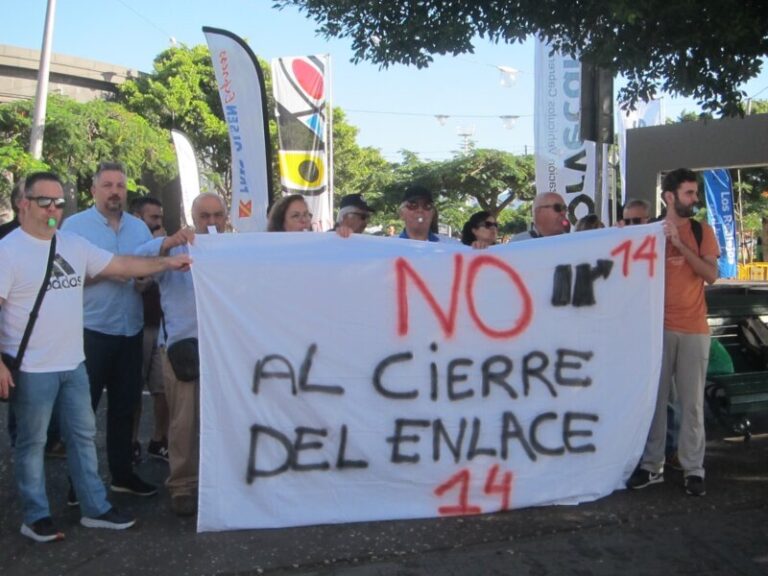 NO 14
AL CIERRE
DEL ENLACE
14
adidas